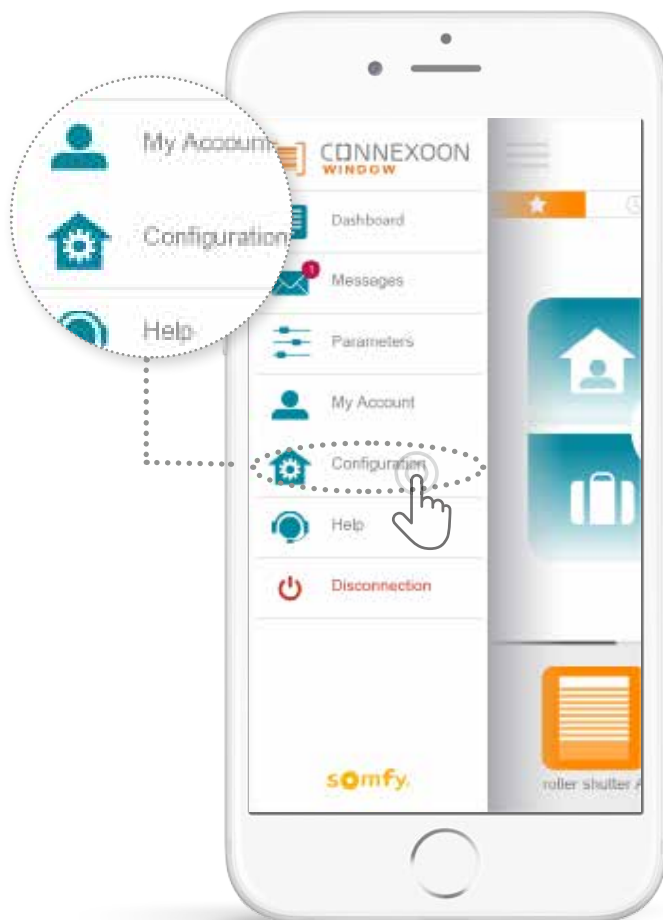 My Account
Configuration
Help
CONNEXOON
WINDOW
Dashboard
1
Messages
Parameters
My Account
Configuration
Help
Disconnection
somfy.
roller shutter A